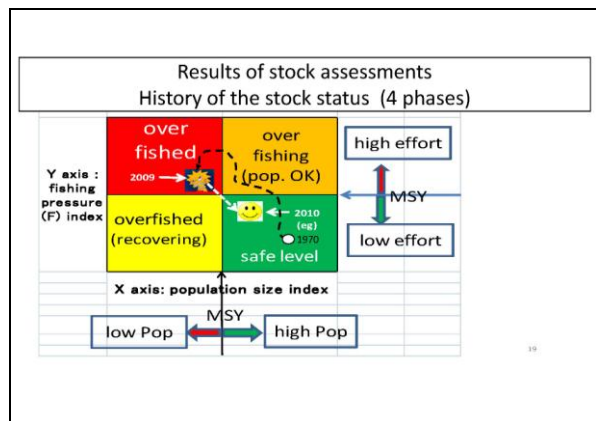 Results of stock assessments
History of the stock status (4 phases)
over
fished
over
fishing
(pop. OK)
high effort
Y axis :
fishing
pressure
(F) index
2009
MSY
overfished
(recovering)
2010
(eg)
1970
safe level
low effort
X axis: population size index
MSY
low Pop
high Pop
19